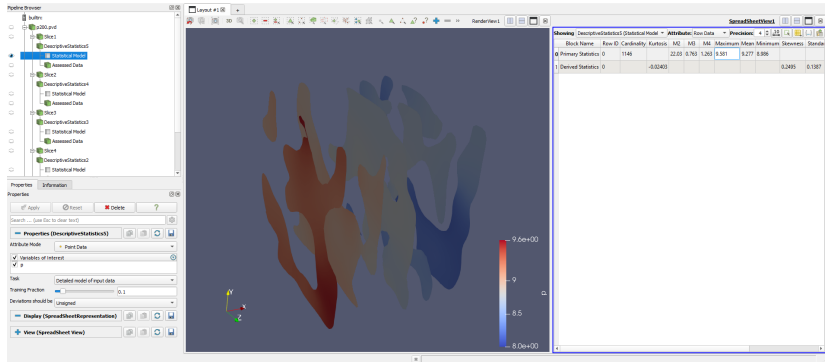 Pipeline Browser
builtin:
p200.pvd
Slice1
DescriptiveStatistics5
Statistical Model
Assessed Data
Slice2
DescriptiveStatistics4
Statistical Model
Assessed Data
Slice3
DescriptiveStatistics3
Statistical Model
Assessed Data
Slice4
DescriptiveStatistics2
Statistical Model
Properties Information
Properties
Apply Reset Delete ?
Search ... (use Esc to clear text)
Properties (DescriptiveStatistics5)
Attribute Mode Point Data
Variables of Interest
p
Task Detailed model of input data
Training Fraction 0.1
Deviations should be Unsigned
Display (SpreadSheetRepresentation)
View (SpreadSheet View)
Layout #1
3D
RenderView1
Y
X
Z
9.6e+00
9
8.5
8.0e+00
p
SpreadSheetView1
Showing DescriptiveStatistics5 (Statistical Model Attribute: Row Data Precision: 4
Block Name Row ID Cardinality Kurtosis M2 M3 M4 Maximum Mean Minimum Skewness Standa
0 Primary Statistics 0 1146 22.03 0.763 1.263 9.581 8.277 8.086
1 Derived Statistics 0 -0.02403 0.2495 0.1387